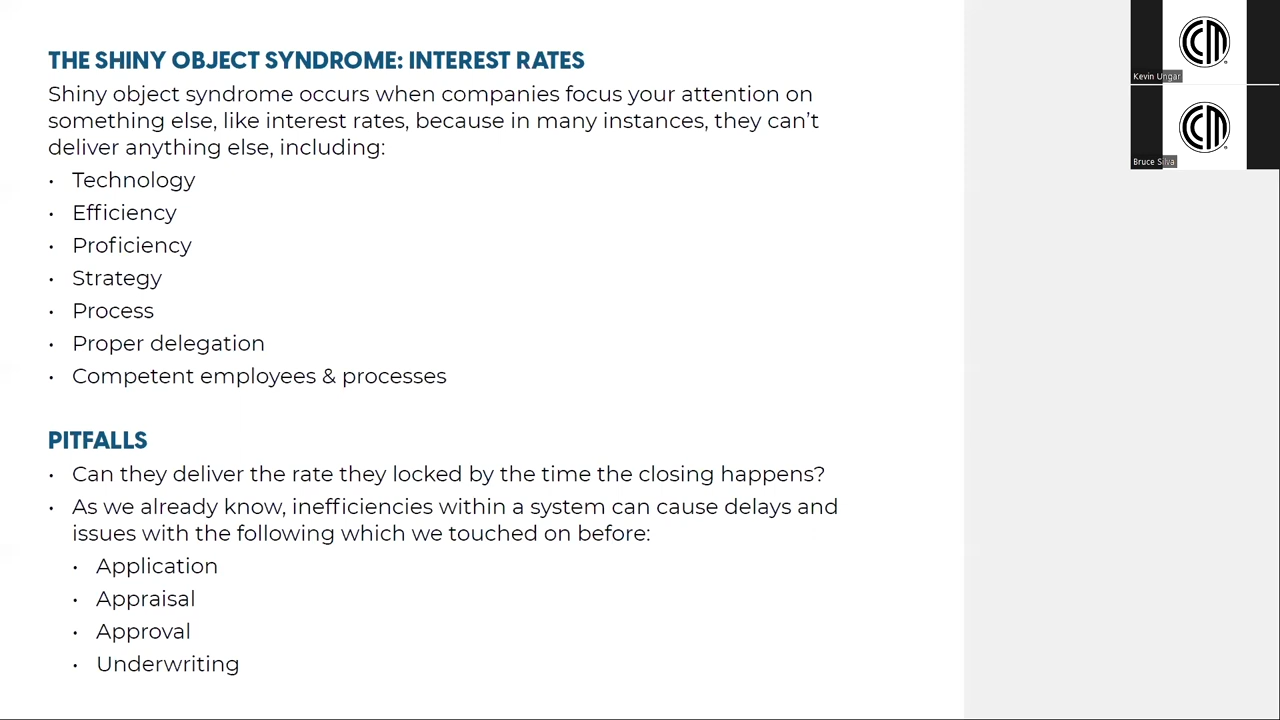 THE SHINY OBJECT SYNDROME: INTEREST RATES
Shiny object syndrome occurs when companies focus your attention on
something else, like interest rates, because in many instances, they can't
deliver anything else, including:
• Technology
• Efficiency
• Proficiency
• Strategy
• Process
• Proper delegation
• Competent employees & processes
PITFALLS
• Can they deliver the rate they locked by the time the closing happens?
• As we already know, inefficiencies within a system can cause delays and
issues with the following which we touched on before:
• Application
• Appraisal
• Approval
• Underwriting
CM
Kevin Ungar
CM
Bruce Silva